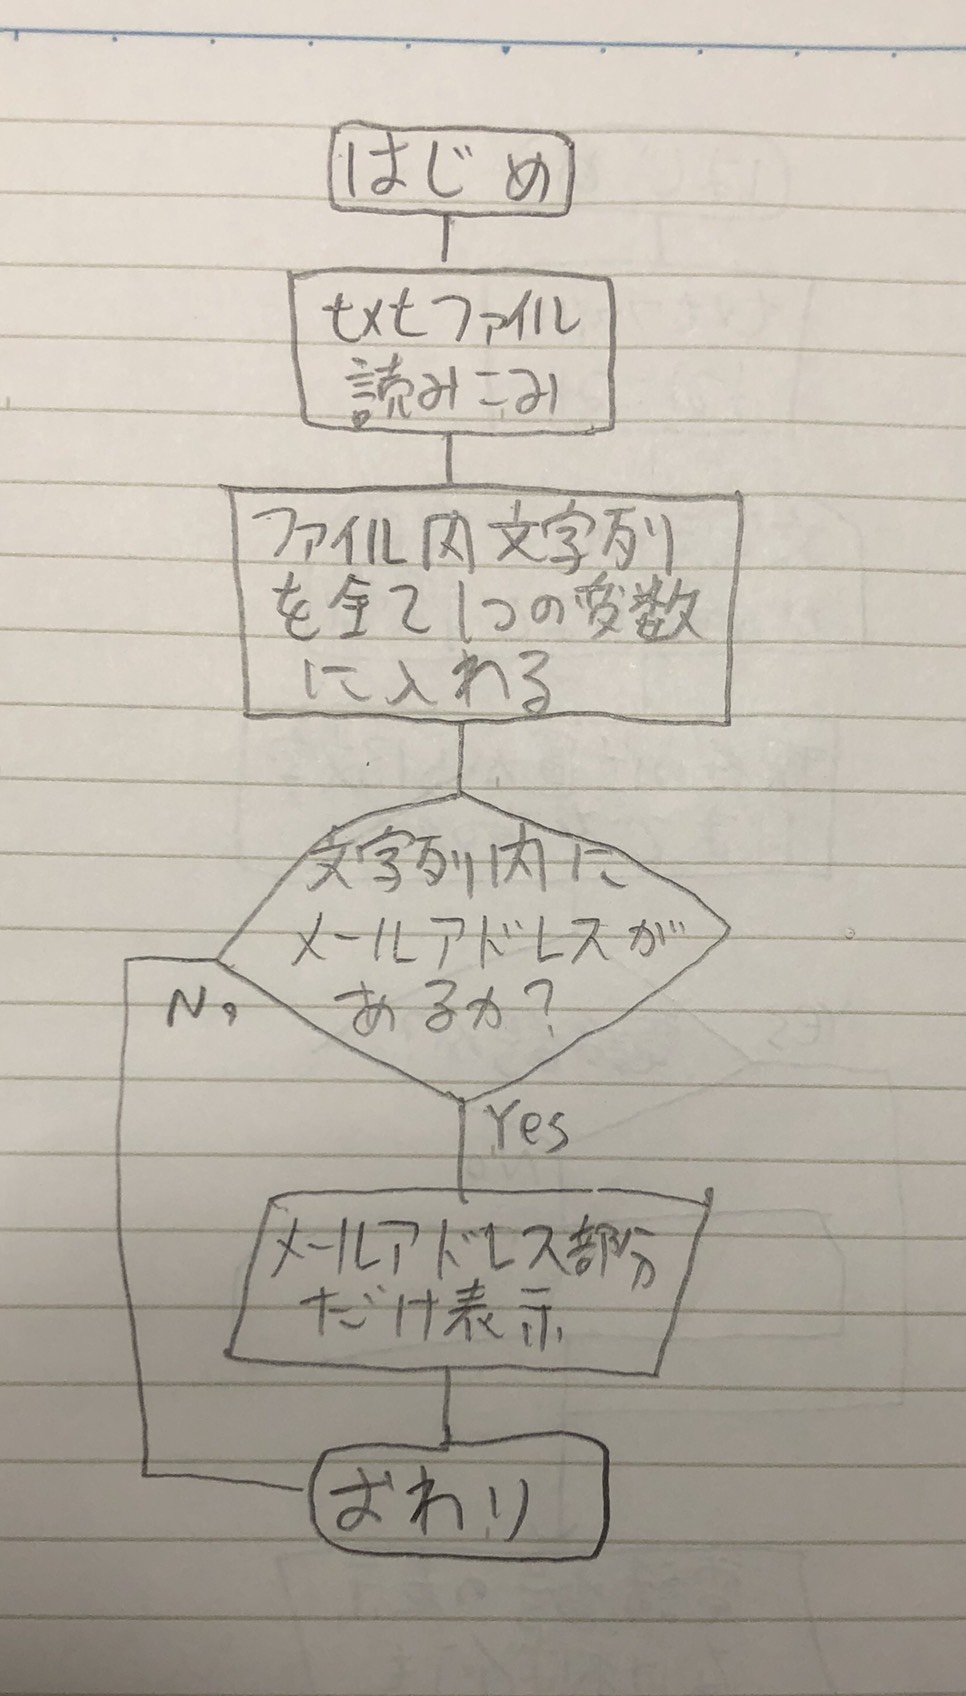 はじめ
txtファイル
読みこみ
ファイル内文字列
を全て1つの変数
に入れる
文字列内に
メールアドレスが
あるか?
No
Yes
メールアドレス部分
だけ表示
おわり